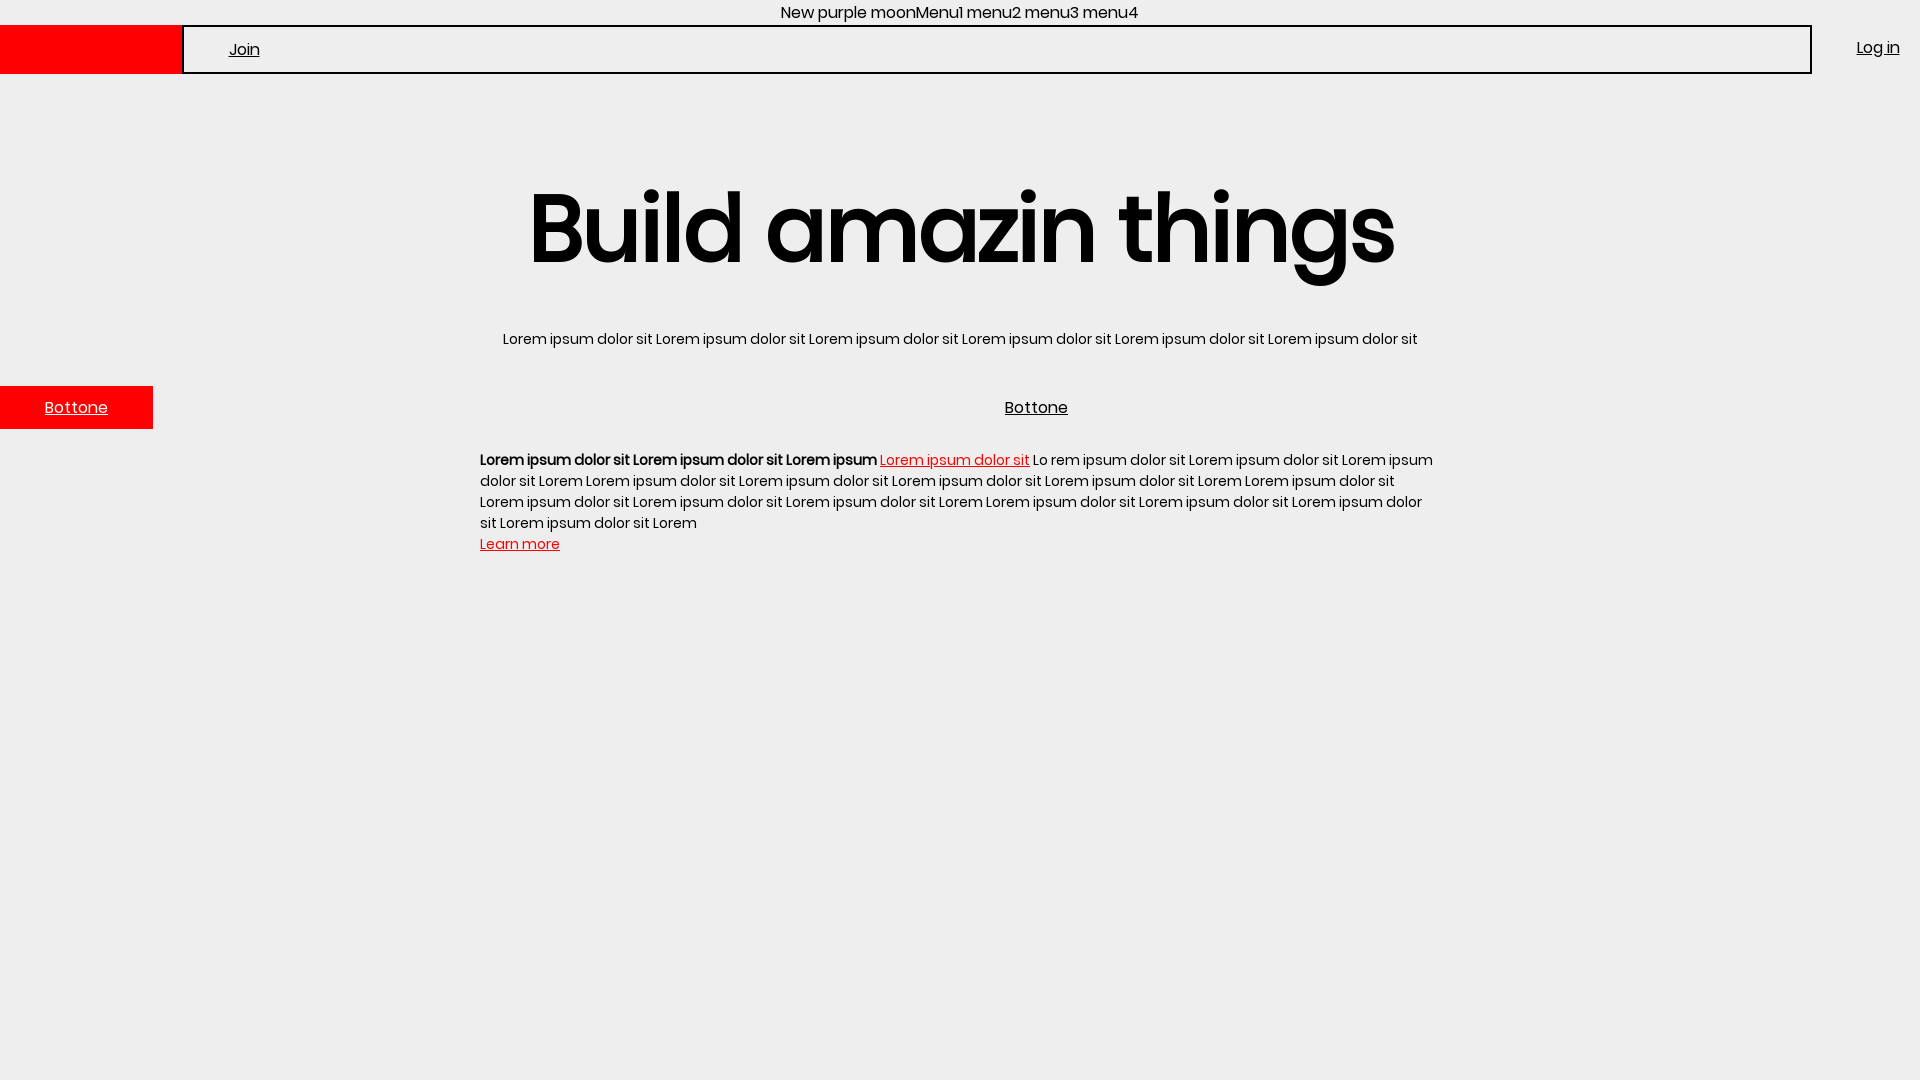 New purple moonMenu1 menu2 menu3 menu4
Join
Log in
Build amazin things
Lorem ipsum dolor sit Lorem ipsum dolor sit Lorem ipsum dolor sit Lorem ipsum dolor sit Lorem ipsum dolor sit Lorem ipsum dolor sit
Bottone
Bottone
Lorem ipsum dolor sit Lorem ipsum dolor sit Lorem ipsum Lorem ipsum dolor sit Lo rem ipsum dolor sit Lorem ipsum dolor sit Lorem ipsum
dolor sit Lorem Lorem ipsum dolor sit Lorem ipsum dolor sit Lorem ipsum dolor sit Lorem ipsum dolor sit Lorem Lorem ipsum dolor sit
Lorem ipsum dolor sit Lorem ipsum dolor sit Lorem ipsum dolor sit Lorem Lorem ipsum dolor sit Lorem ipsum dolor sit Lorem ipsum dolor
sit Lorem ipsum dolor sit Lorem
Learn more